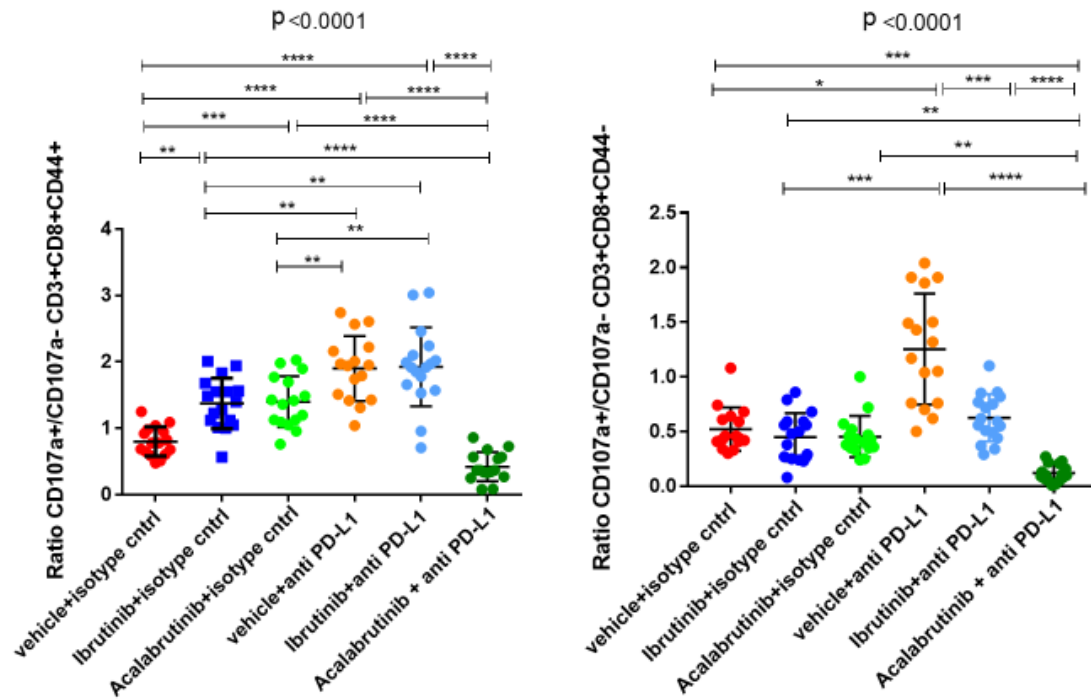 p <0.0001
**** ****
**** ****
*** ****
** ****
**
**
**
**
Ratio CD107a+/CD107a- CD3+CD8+CD44+
4
3
2
1
0
vehicle+isotype cntrl
Ibrutinib+isotype cntrl
Acalabrutinib+isotype cntrl
vehicle+anti PD-L1
Ibrutinib+anti PD-L1
Acalabrutinib + anti PD-L1
p <0.0001
***
* *** ****
**
**
*** ****
Ratio CD107a+/CD107a- CD3+CD8+CD44-
2.5
2.0
1.5
1.0
0.5
0.0
vehicle+isotype cntrl
Ibrutinib+isotype cntrl
Acalabrutinib+isotype cntrl
vehicle+anti PD-L1
Ibrutinib+anti PD-L1
Acalabrutinib + anti PD-L1